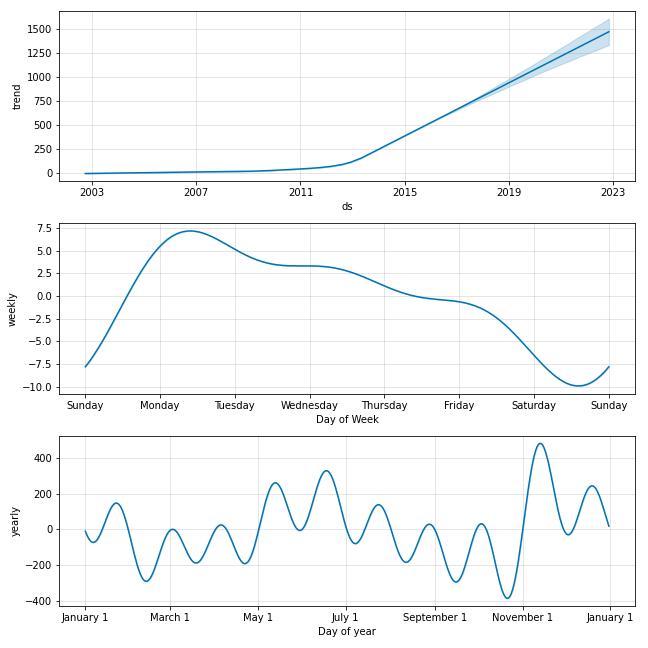 1500
1250
1000
750
500
250
0
trend
2003 2007 2011 2015 2019 2023
ds
7.5
5.0
2.5
0.0
−2.5
−5.0
−7.5
−10.0
weekly
Sunday Monday Tuesday Wednesday Thursday Friday Saturday Sunday
Day of Week
400
200
0
−200
−400
yearly
January 1 March 1 May 1 July 1 September 1 November 1 January 1
Day of year